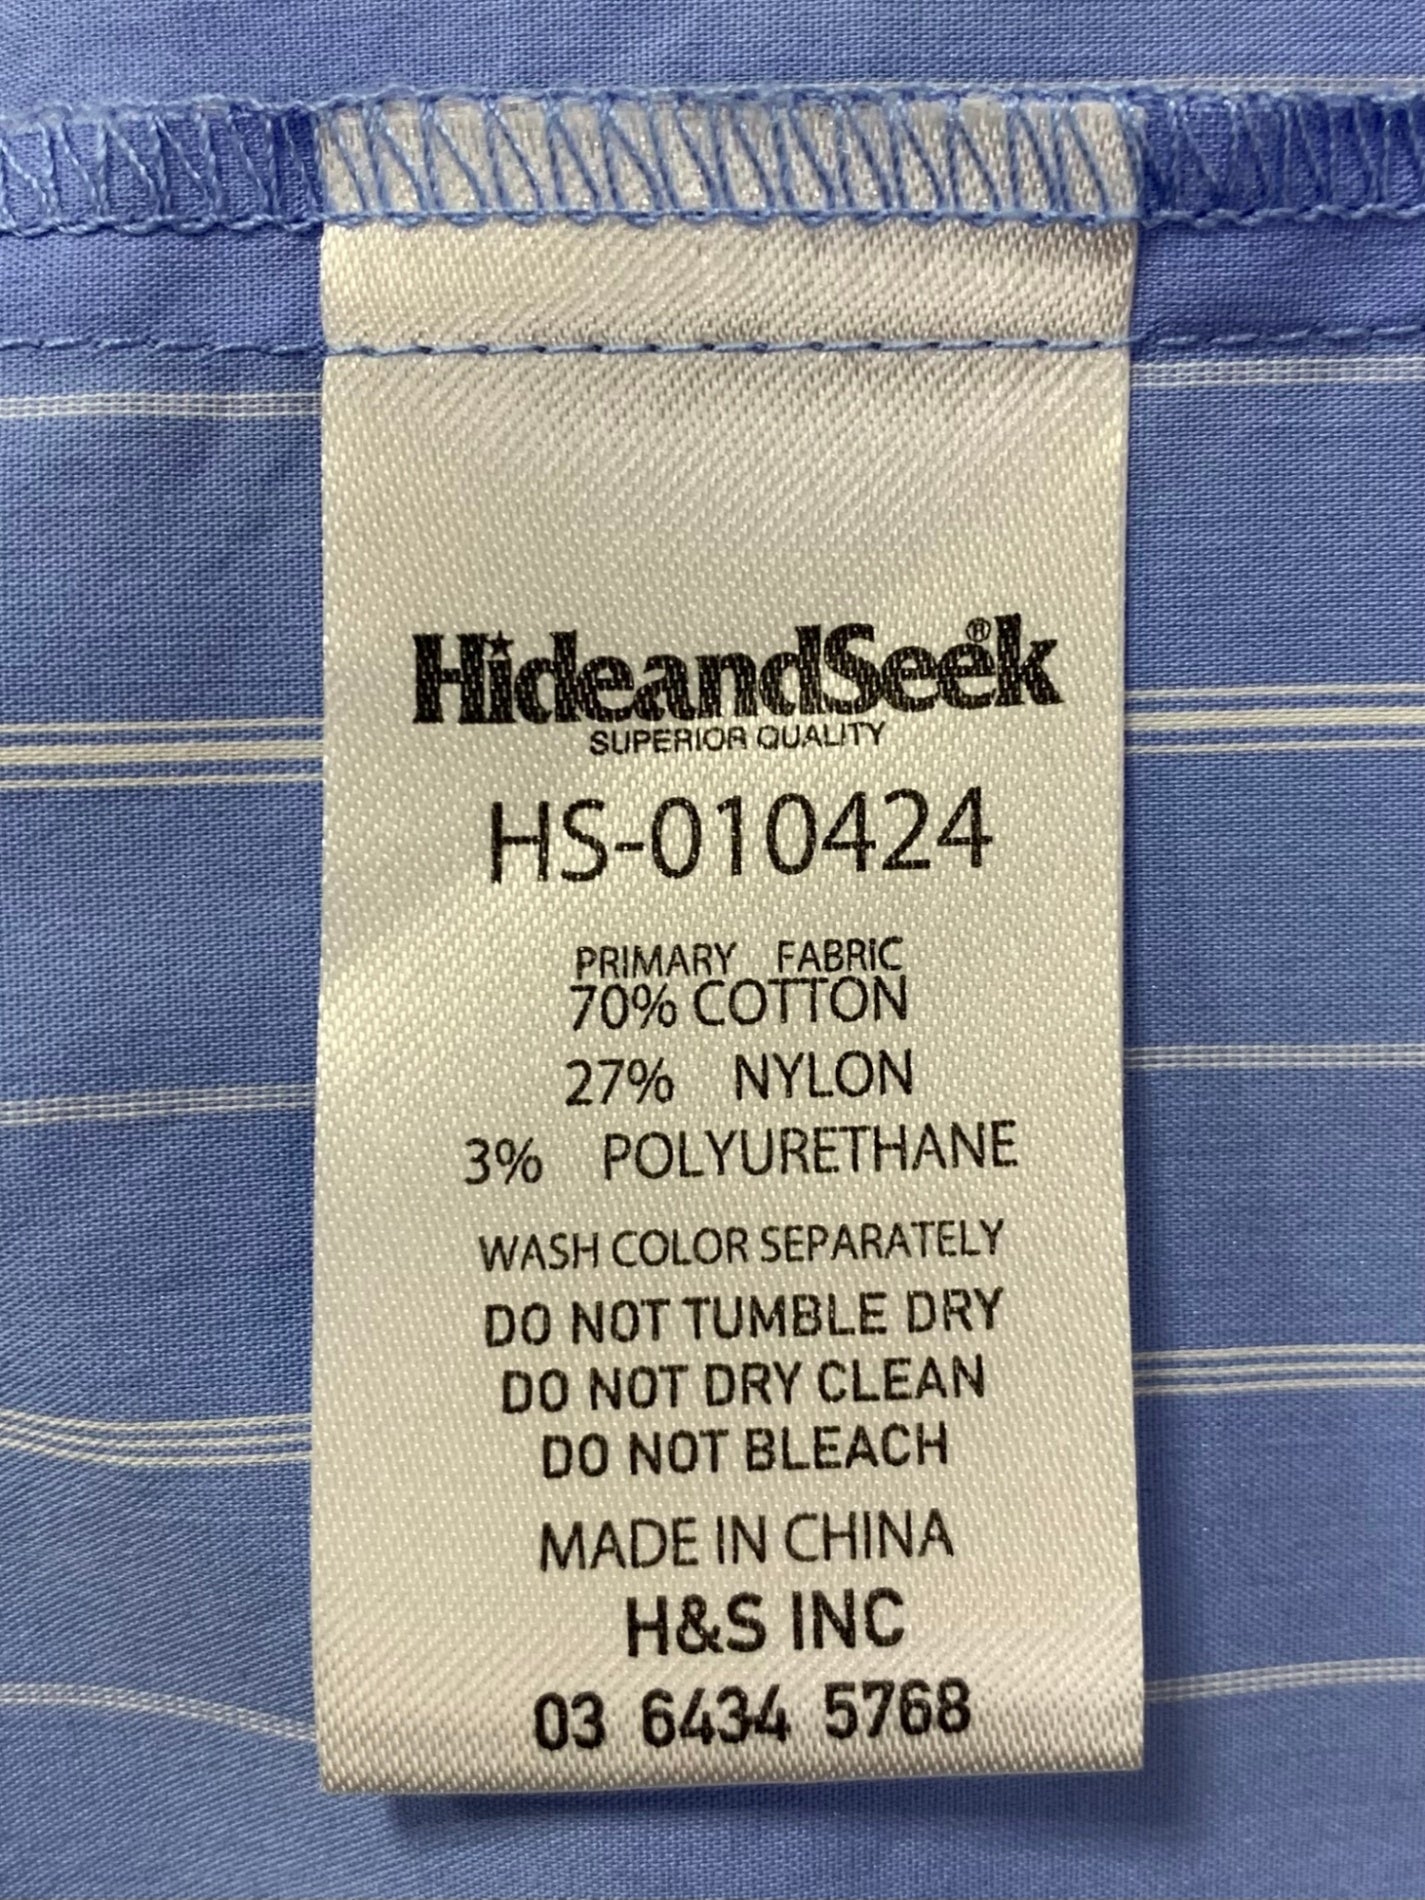 HideandSeek®
SUPERIOR QUALITY
HS-010424
PRIMARY FABRIC
70% COTTON
27% NYLON
3% POLYURETHANE
WASH COLOR SEPARATELY
DO NOT TUMBLE DRY
DO NOT DRY CLEAN
DO NOT BLEACH
MADE IN CHINA
H&S INC
03 6434 5768